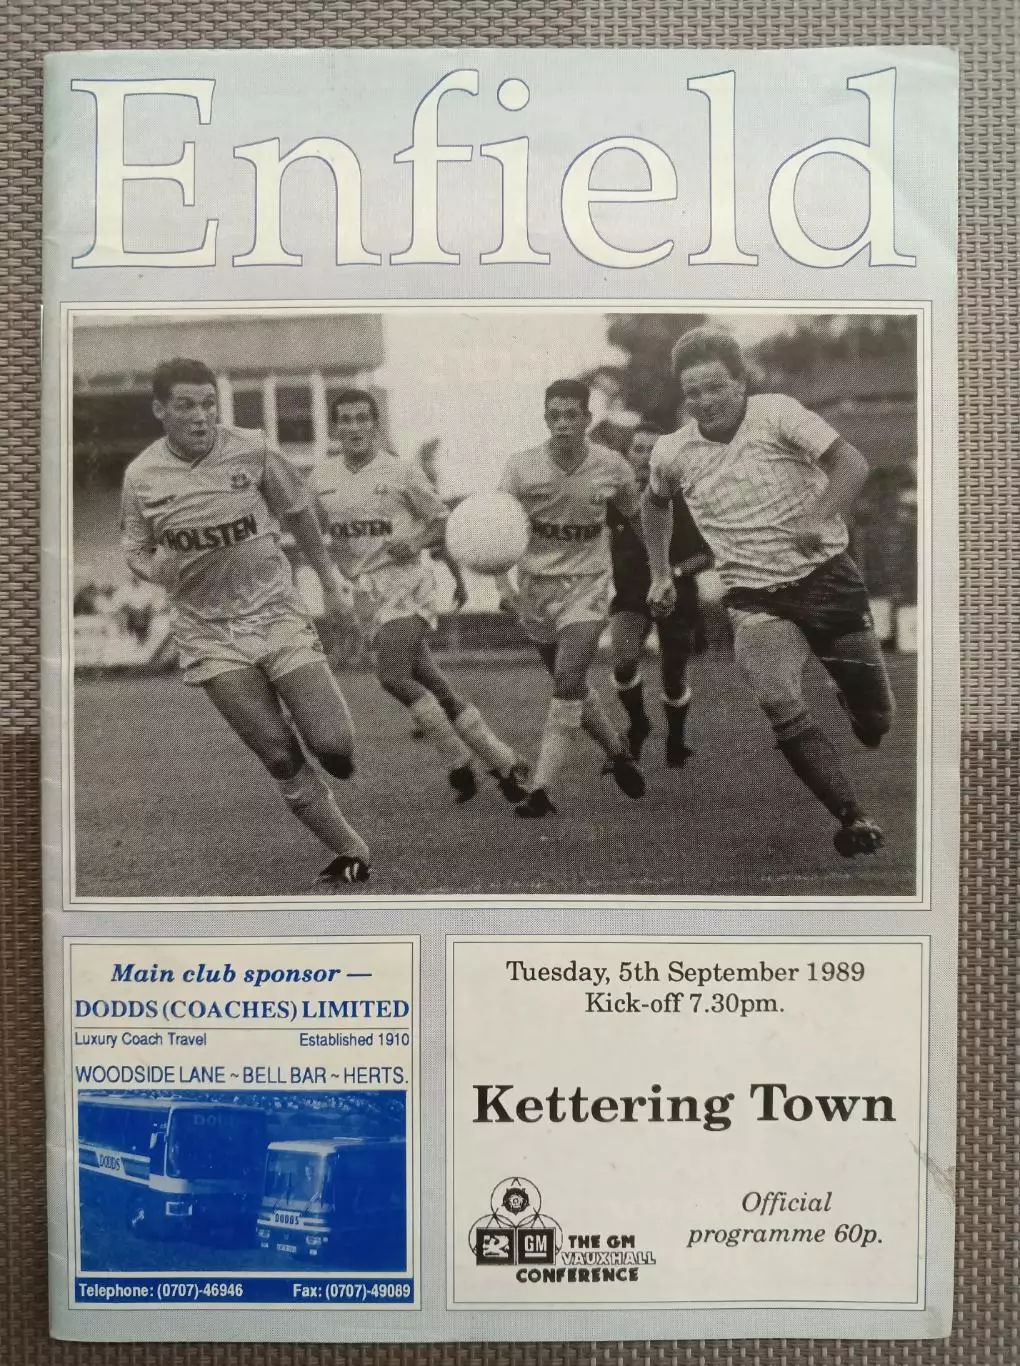 Enfield
HOLSTEN
HOLSTEN
HOLSTEN
Main club sponsor —
DODDS (COACHES) LIMITED
Luxury Coach Travel Established 1910
WOODSIDE LANE ~ BELL BAR ~ HERTS.
DODDS
DODDS
Telephone: (0707)-46946 Fax: (0707)-49089
Tuesday, 5th September 1989
Kick-off 7.30pm.
Kettering Town
GM
THE GM
VAUXHALL
CONFERENCE
Official
programme 60p.